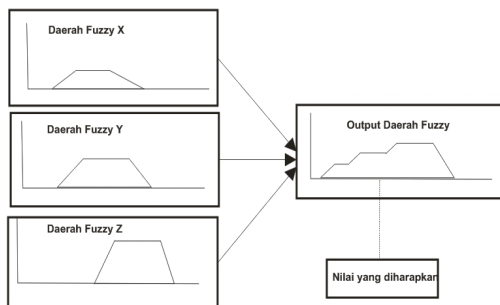 Daerah Fuzzy X
Daerah Fuzzy Y
Daerah Fuzzy Z
Output Daerah Fuzzy
Nilai yang diharapkan